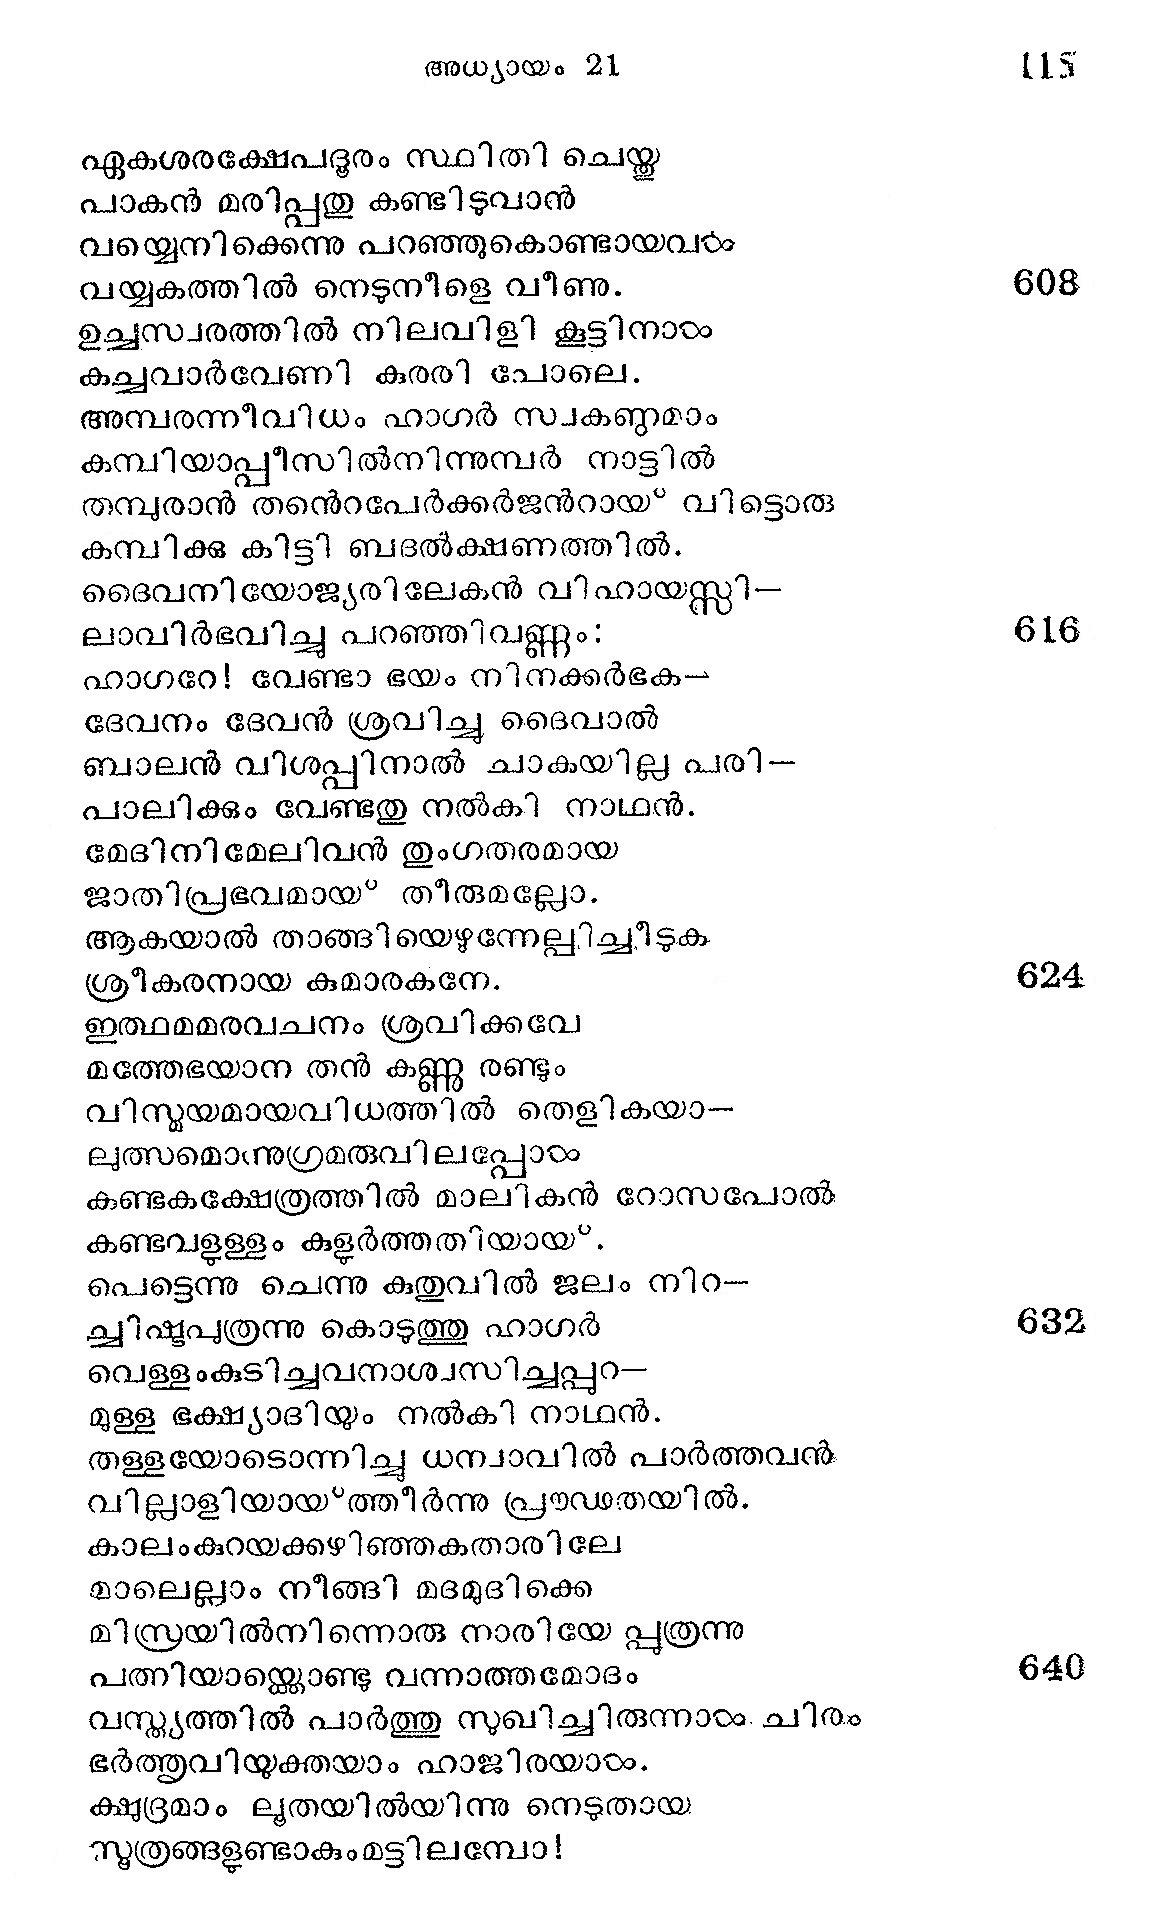 അധ്യായം 21 115
ഏകശരക്ഷേപദൂരം സ്ഥിതി ചെയ്തു
പാകൻ മരിപ്പതു കണ്ടിടുവാൻ
വയ്യെനിക്കെന്നു പറഞ്ഞുകൊണ്ടായവൾ
വയ്യകത്തിൽ നെടുനീളെ വീണു. 608
ഉച്ചസ്വരത്തിൽ നിലവിളി കൂട്ടിനാൾ
കച്ചവാർവേണി കുരരി പോലെ.
അമ്പരന്നീവിധം ഹാഗർ സ്വകണ്ഠമാം
കമ്പിയാപ്പീസിൽനിന്നുമ്പർ നാട്ടിൽ
തമ്പുരാൻ തൻെറപേർക്കർജൻറായ് വിട്ടൊരു
കമ്പിക്കു കിട്ടി ബദൽക്ഷണത്തിൽ.
ദൈവനിയോജ്യരിലേകൻ വിഹായസ്സി—
ലാവിർഭവിച്ചു പറഞ്ഞിവണ്ണം: 616
ഹാഗറേ! വേണ്ടാ ഭയം നിനക്കർഭക—
ദേവനം ദേവൻ ശ്രവിച്ചു ദൈവാൽ
ബാലൻ വിശപ്പിനാൽ ചാകയില്ല പരി—
പാലിക്കും വേണ്ടതു നൽകി നാഥൻ.
മേദിനിമേലിവൻ തുംഗതരമായ
ജാതിപ്രഭവമായ് തീരുമല്ലോ.
ആകയാൽ താങ്ങിയെഴുന്നേല്പിച്ചീടുക
ശ്രീകരനായ കുമാരകനേ. 624
ഇത്ഥമമരവചനം ശ്രവിക്കവേ
മത്തേഭയാന തൻ കണ്ണു രണ്ടും
വിസ്മയമായവിധത്തിൽ തെളികയാ—
ലുത്സമൊന്നുഗ്രമരുവിലപ്പോൾ
കണ്ടകക്ഷേത്രത്തിൽ മാലികൻ റോസപോൽ
കണ്ടവളുള്ളം കുളുർത്തതിയായ്.
പെട്ടെന്നു ചെന്നു കുതുവിൽ ജലം നിറ—
ച്ചിഷ്ടപുത്രന്നു കൊടുത്തു ഹാഗർ 632
വെള്ളംകുടിച്ചവനാശ്വസിച്ചപ്പുറ—
മുള്ള ഭക്ഷ്യാദിയും നൽകി നാഥൻ.
തള്ളയോടൊന്നിച്ചു ധന്വാവിൽ പാർത്തവൻ
വില്ലാളിയായ്ത്തീർന്നു പ്രൗഢതയിൽ.
കാലംകുറയക്കഴിഞ്ഞകതാരിലേ
മാലെല്ലാം നീങ്ങി മദമുദിക്കെ
മിസ്രയിൽനിന്നൊരു നാരിയേ പ്പുത്രന്നു
പത്നിയായ്ക്കൊണ്ടു വന്നാത്തമോദം 640
വസ്ത്യത്തിൽ പാർത്തു സുഖിച്ചിരുന്നാൾ ചിരം
ഭർത്തൃവിയുക്തയാം ഹാജിരയാൾ.
ക്ഷുദ്രമാം ലൂതയിൽയിന്നു നെടുതായ
സൂത്രങ്ങളുണ്ടാകുംമട്ടിലമ്പോ!